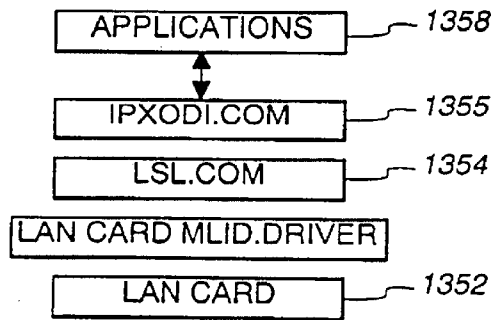 APPLICATIONS 1358
IPXODI.COM 1355
LSL.COM 1354
LAN CARD MLID.DRIVER
LAN CARD 1352